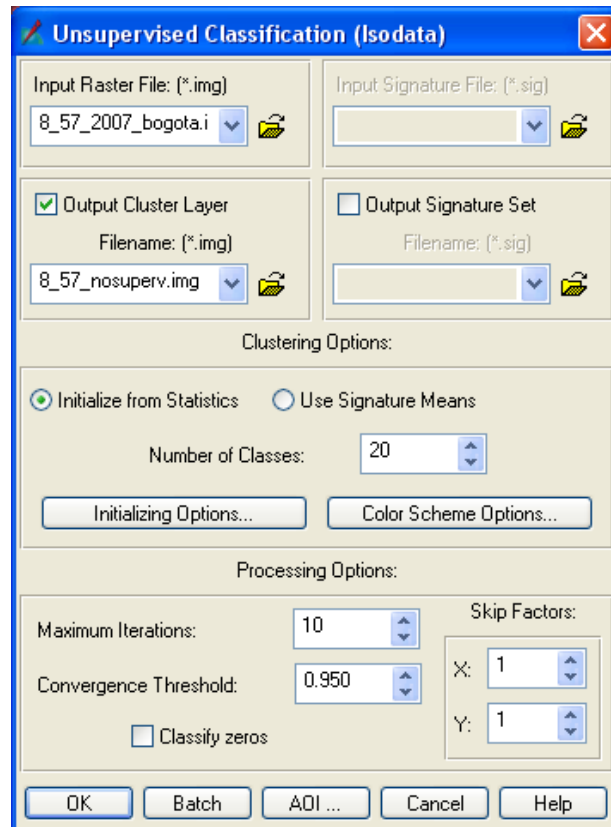 Unsupervised Classification (Isodata)
Input Raster File: (*.img)
Input Signature File: (*.sig)
8_57_2007_bogota.i
Output Cluster Layer
Output Signature Set
Filename: (*.img)
Filename: (*.sig)
8_57_nosuperv.img
Clustering Options:
Initialize from Statistics
Use Signature Means
Number of Classes:
20
Initializing Options...
Color Scheme Options...
Processing Options:
Maximum Iterations:
10
Skip Factors:
Convergence Threshold:
0.950
X:
1
Classify zeros
Y:
1
OK
Batch
AOI ...
Cancel
Help